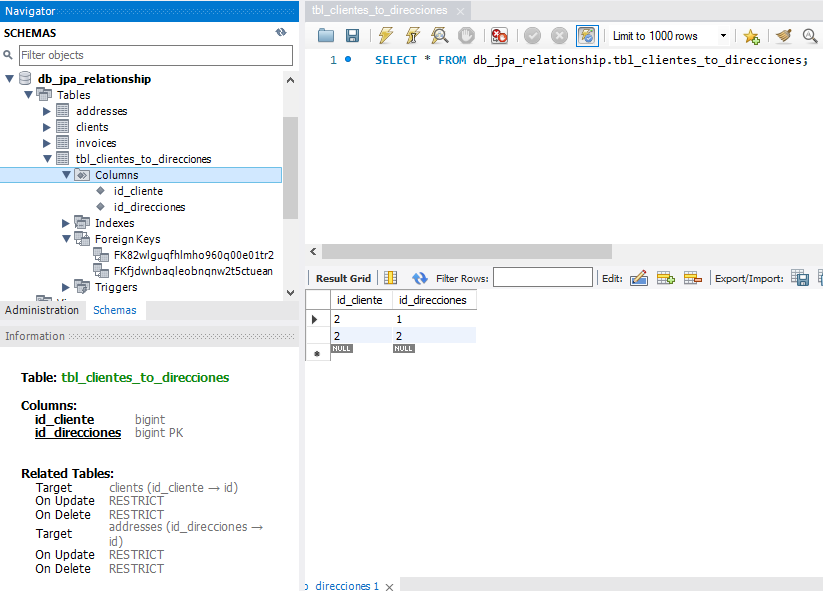 Navigator
SCHEMAS
Filter objects
db_jpa_relationship
Tables
addresses
clients
invoices
tbl_clientes_to_direcciones
Columns
id_cliente
id_direcciones
Indexes
Foreign Keys
FK82wlguqfhlmho960q00e01tr2
FKfjdwnbaqleobnqnw2t5ctuean
Triggers
Administration Schemas
Information
Table: tbl_clientes_to_direcciones
Columns:
id_cliente bigint
id_direcciones bigint PK
Related Tables:
Target clients (id_cliente → id)
On Update RESTRICT
On Delete RESTRICT
Target addresses (id_direcciones → id)
On Update RESTRICT
On Delete RESTRICT
tbl_clientes_to_direcciones
Limit to 1000 rows
1 SELECT * FROM db_jpa_relationship.tbl_clientes_to_direcciones;
Result Grid Filter Rows: Edit: Export/Import:
id_cliente id_direcciones
2 1
2 2
NULL NULL
direcciones 1